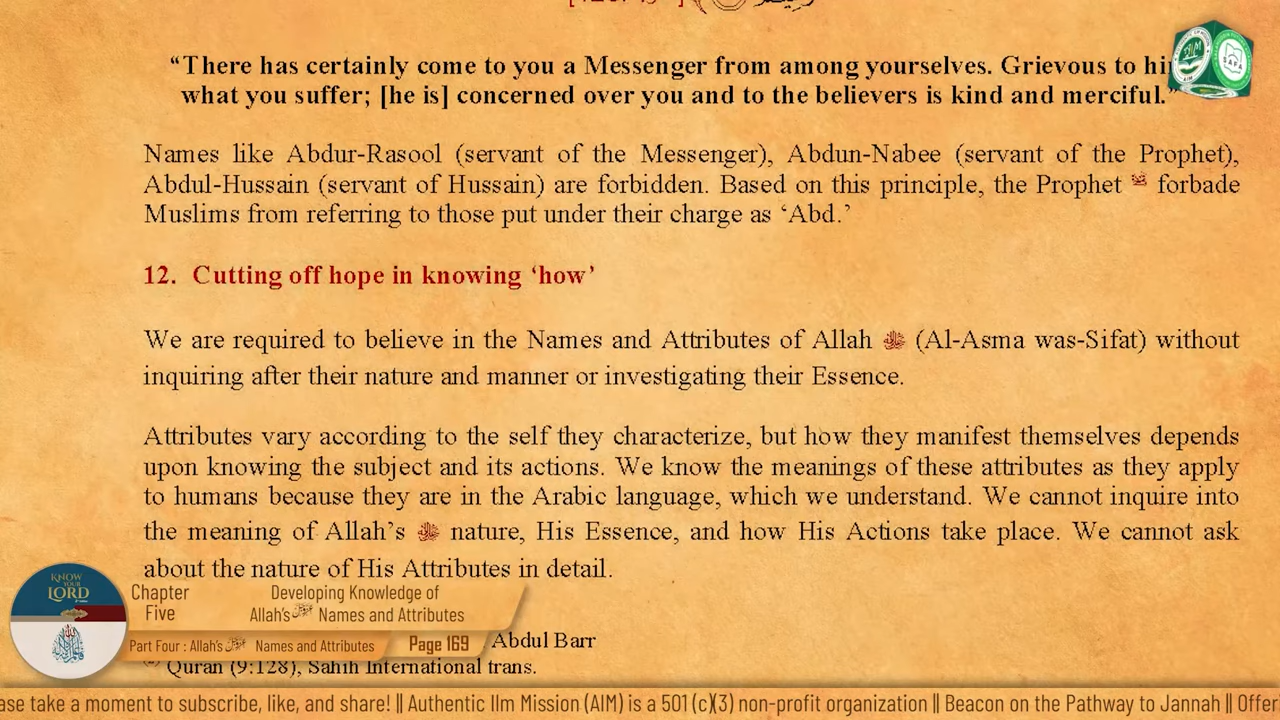 “There has certainly come to you a Messenger from among yourselves. Grievous to hi
what you suffer; [he is] concerned over you and to the believers is kind and merciful.”
Names like Abdur-Rasool (servant of the Messenger), Abdun-Nabee (servant of the Prophet),
Abdul-Hussain (servant of Hussain) are forbidden. Based on this principle, the Prophet ﷺ forbade
Muslims from referring to those put under their charge as ‘Abd.’
12. Cutting off hope in knowing ‘how’
We are required to believe in the Names and Attributes of Allah (Al-Asma was-Sifat) without
inquiring after their nature and manner or investigating their Essence.
Attributes vary according to the self they characterize, but how they manifest themselves depends
upon knowing the subject and its actions. We know the meanings of these attributes as they apply
to humans because they are in the Arabic language, which we understand. We cannot inquire into
the meaning of Allah’s nature, His Essence, and how His Actions take place. We cannot ask
about the nature of His Attributes in detail.
KNOW
YOUR
LORD
Chapter
Five
Developing Knowledge of
Allah’s Names and Attributes
Part Four : Allah’s Names and Attributes
Page 169
Abdul Barr
Quran (9:128), Sahih International trans.
ase take a moment to subscribe, like, and share! || Authentic Ilm Mission (AIM) is a 501 (c)(3) non-profit organization || Beacon on the Pathway to Jannah || Offer